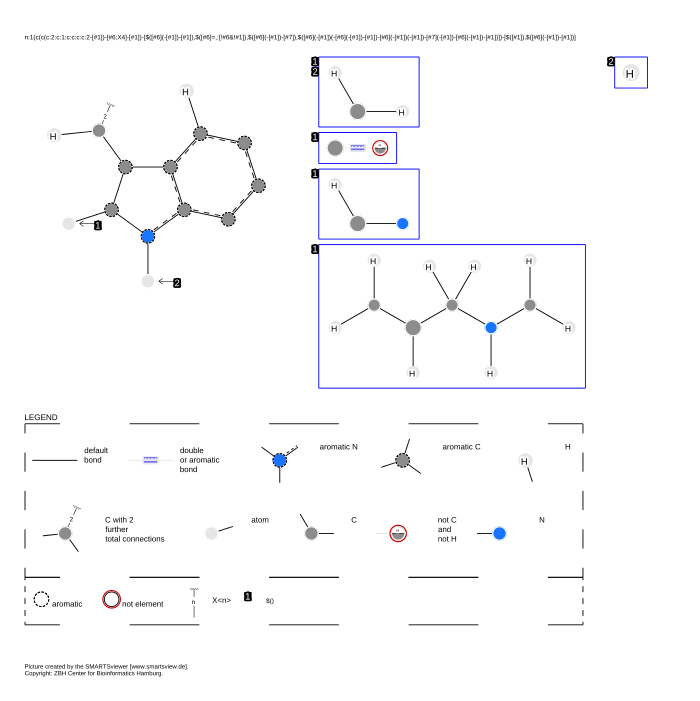 n:1(c(c(c:2:c:1:c:c:c:c:2-[#1])-[#6;X4]-[#1])-[$([#6](-[#1])-[#1]),$([#6]=,:[!#6&!#1]),$([#6](-[#1])-[#7]),$([#6](-[#1])(-[#6](-[#1])-[#1])-[#6](-[#1])(-[#1])-[#7](-[#1])-[#6](-[#1])-[#1])])-[$([#1]),$([#6](-[#1])-[#1])]
1
2
H
H
2
H
H
2
H
1
H
1
2
1
H
1
H
H
H
H
H
H
H
H
H
LEGEND
default
bond
double
or aromatic
bond
aromatic N
aromatic C
H
H
2
C with 2
further
total connections
atom
C
not C
and
not H
N
aromatic
not element
n
X<n>
1
$()
Picture created by the SMARTSviewer [www.smartsview.de].
Copyright: ZBH Center for Bioinformatics Hamburg.